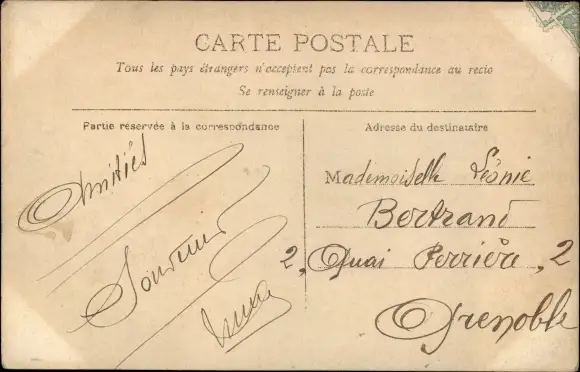 CARTE POSTALE
Tous les pays étrangers n'acceptent pas la correspondance au recto
Se renseigner à la poste
Partie réservée à la correspondance
Amitiés
Souvenir
Adresse du destinataire
Mademoiselle Léonie
Bertrand
2, Quai Perrière, 2
Grenoble